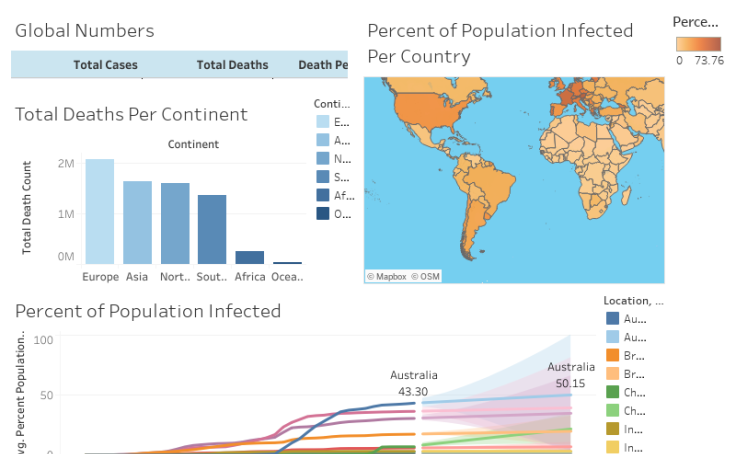 Global Numbers
Total Cases Total Deaths Death Pe
Total Deaths Per Continent
Continent
Total Death Count
2M
1M
0M
Europe Asia Nort.. Sout.. Africa Ocea..
Conti...
E...
A...
N...
S...
Af...
O...
Percent of Population Infected
Per Country
© Mapbox © OSM
Perce...
0 73.76
Percent of Population Infected
vg. Percent Population..
100
50
0
Australia
43.30
Australia
50.15
Location, ...
Au...
Au...
Br...
Br...
Ch...
Ch...
In...
In...